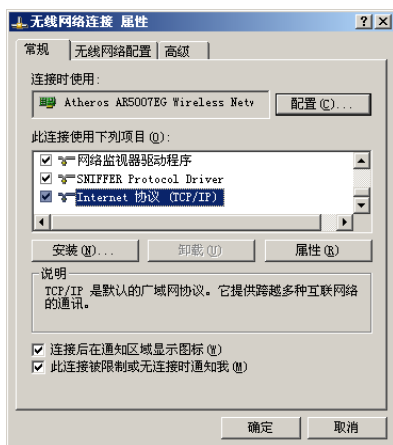 无线网络连接 属性
常规 无线网络配置 高级
连接时使用:
Atheros AR5007EG Wireless Netw 配置(C)...
此连接使用下列项目(O):
网络监视器驱动程序
SNIFFER Protocol Driver
Internet 协议 (TCP/IP)
安装(N)... 卸载(U) 属性(R)
说明
TCP/IP 是默认的广域网协议。它提供跨越多种互联网络
的通讯。
连接后在通知区域显示图标(W)
此连接被限制或无连接时通知我(M)
确定 取消